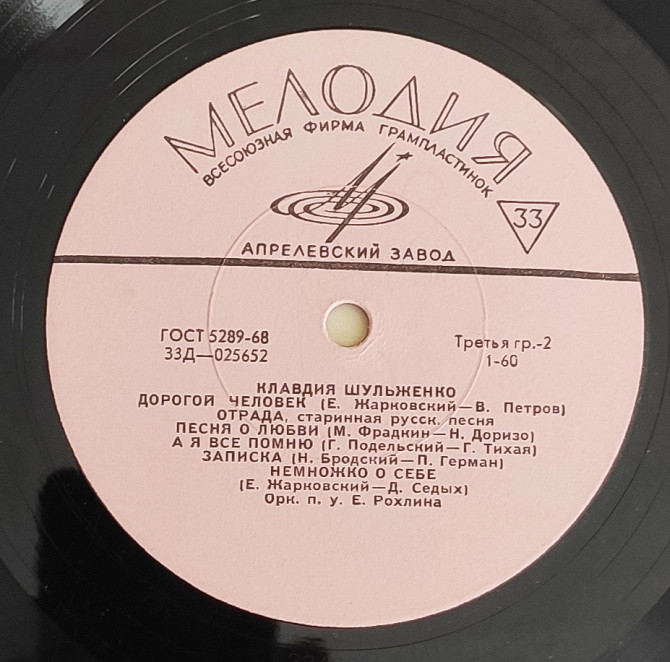 МЕЛОДИЯ
ВСЕСОЮЗНАЯ ФИРМА ГРАМПЛАСТИНОК
33
АПРЕЛЕВСКИЙ ЗАВОД
ГОСТ 5289-68
33Д—025652
Третья гр.-2
1-60
КЛАВДИЯ ШУЛЬЖЕНКО
ДОРОГОЙ ЧЕЛОВЕК (Е. Жарковский—В. Петров)
ОТРАДА, старинная русск. песня
ПЕСНЯ О ЛЮБВИ (М. Фрадкин—Н. Доризо)
А Я ВСЕ ПОМНЮ (Г. Подельский—Г. Тихая)
ЗАПИСКА (Н. Бродский—П. Герман)
НЕМНОЖКО О СЕБЕ
(Е. Жарковский—Д. Седых)
Орк. п. у. Е. Рохлина